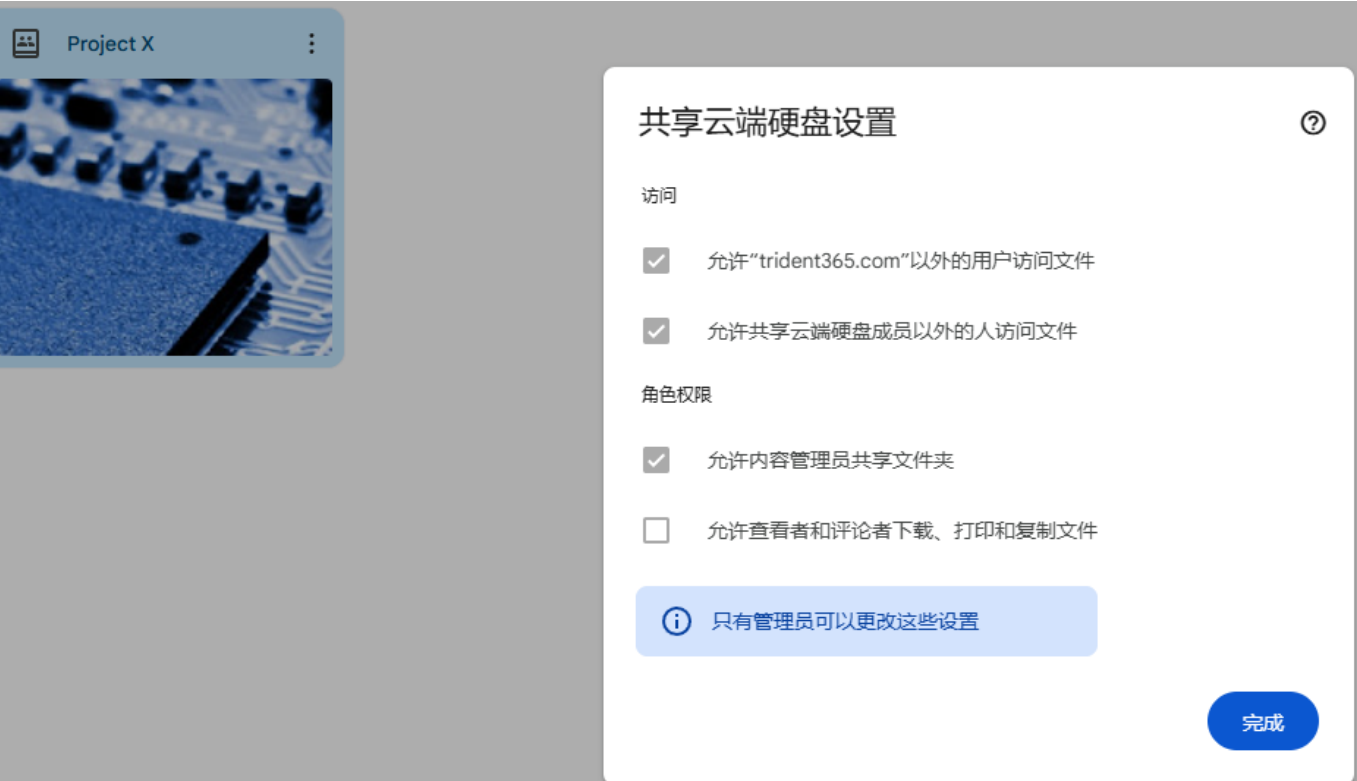 Project X
共享云端硬盘设置
访问
允许“trident365.com”以外的用户访问文件
允许共享云端硬盘成员以外的人访问文件
角色权限
允许内容管理员共享文件夹
允许查看者和评论者下载、打印和复制文件
只有管理员可以更改这些设置
完成